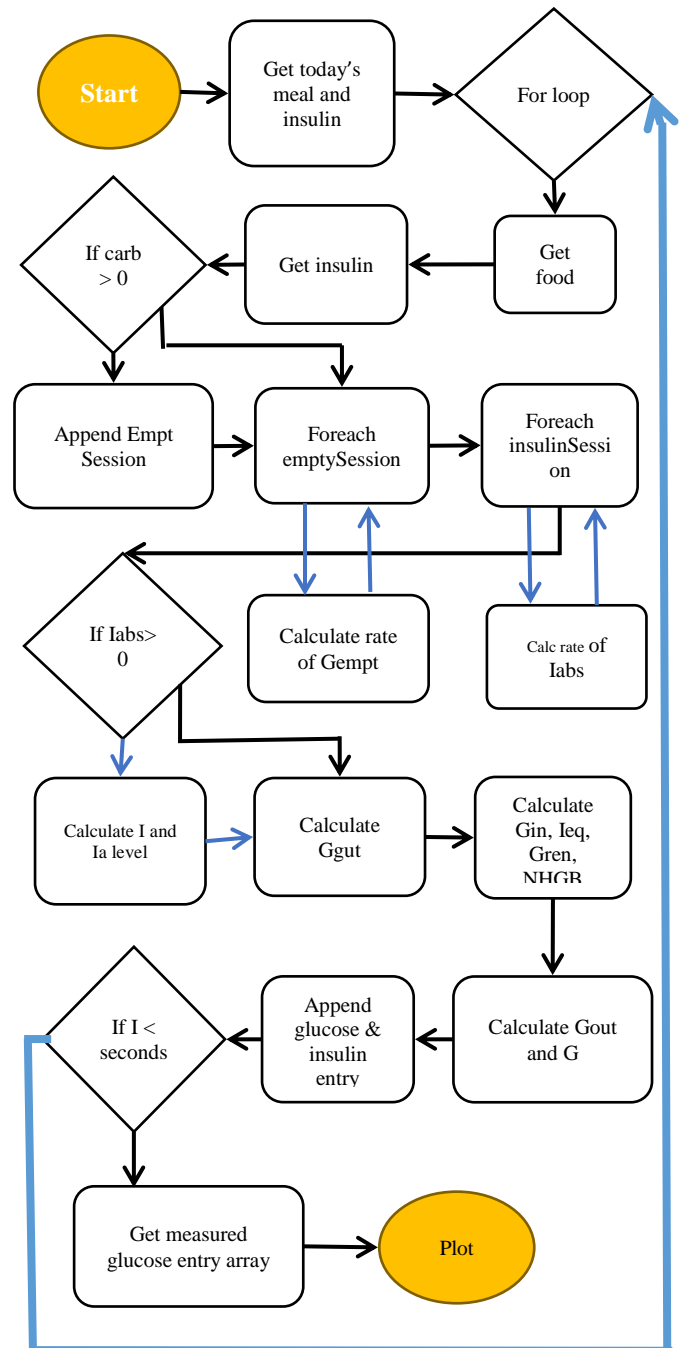 Start
Get today's
meal and
insulin
For loop
If carb
> 0
Get insulin
Get
food
Append Empt
Session
Foreach
emptySession
Foreach
insulinSessi
on
If Iabs>
0
Calculate rate
of Gempt
Calc rate of
Iabs
Calculate I and
Ia level
Calculate
Ggut
Calculate
Gin, Ieq,
Gren,
NHGB
If I <
seconds
Append
glucose &
insulin
entry
Calculate Gout
and G
Get measured
glucose entry array
Plot